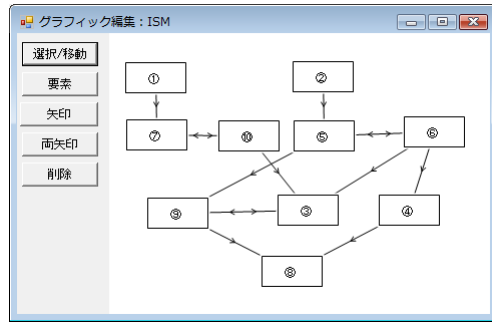 グラフィック編集：ISM
選択/移動
要素
矢印
両矢印
削除
① ②
⑦ ⑩ ⑤ ⑥
⑨ ③ ④
⑧